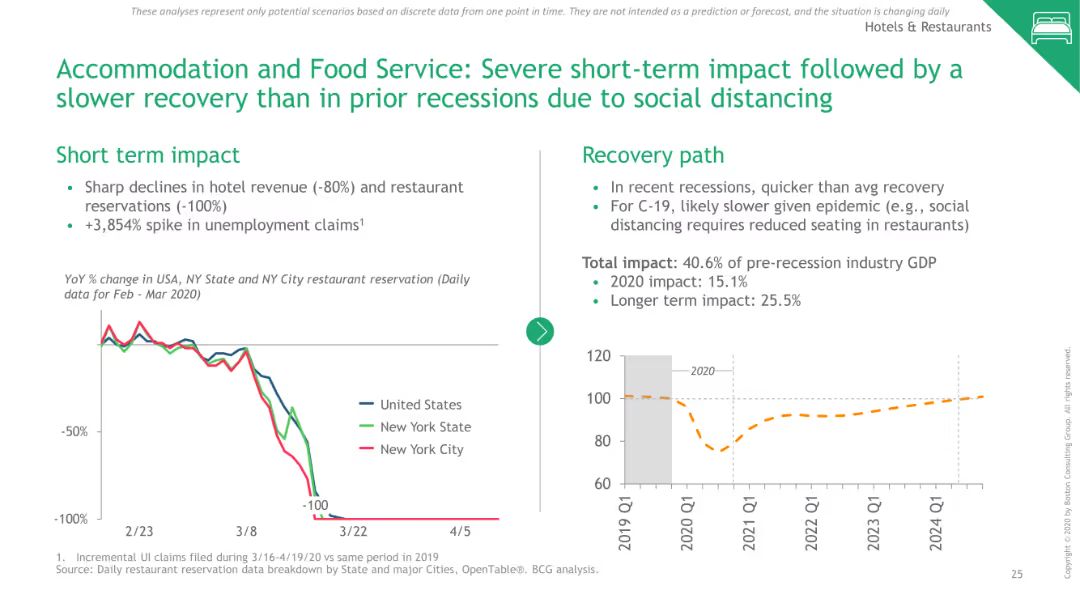 These analyses represent only potential scenarios based on discrete data from one point in time. They are not intended as a prediction or forecast, and the situation is changing daily
Hotels & Restaurants
Accommodation and Food Service: Severe short-term impact followed by a
slower recovery than in prior recessions due to social distancing
Short term impact
• Sharp declines in hotel revenue (-80%) and restaurant
reservations (-100%)
• +3,854% spike in unemployment claims¹
YoY % change in USA, NY State and NY City restaurant reservation (Daily
data for Feb - Mar 2020)
0%
-50%
-100%
United States
New York State
New York City
-100
2/23 3/8 3/22 4/5
Recovery path
• In recent recessions, quicker than avg recovery
• For C-19, likely slower given epidemic (e.g., social
distancing requires reduced seating in restaurants)
Total impact: 40.6% of pre-recession industry GDP
• 2020 impact: 15.1%
• Longer term impact: 25.5%
120
100
80
60
2020
2019 Q1
2020 Q1
2021 Q1
2022 Q1
2023 Q1
2024 Q1
1. Incremental UI claims filed during 3/16-4/19/20 vs same period in 2019
Source: Daily restaurant reservation data breakdown by State and major Cities, OpenTable®. BCG analysis.
25
Copyright © 2020 by Boston Consulting Group. All rights reserved.